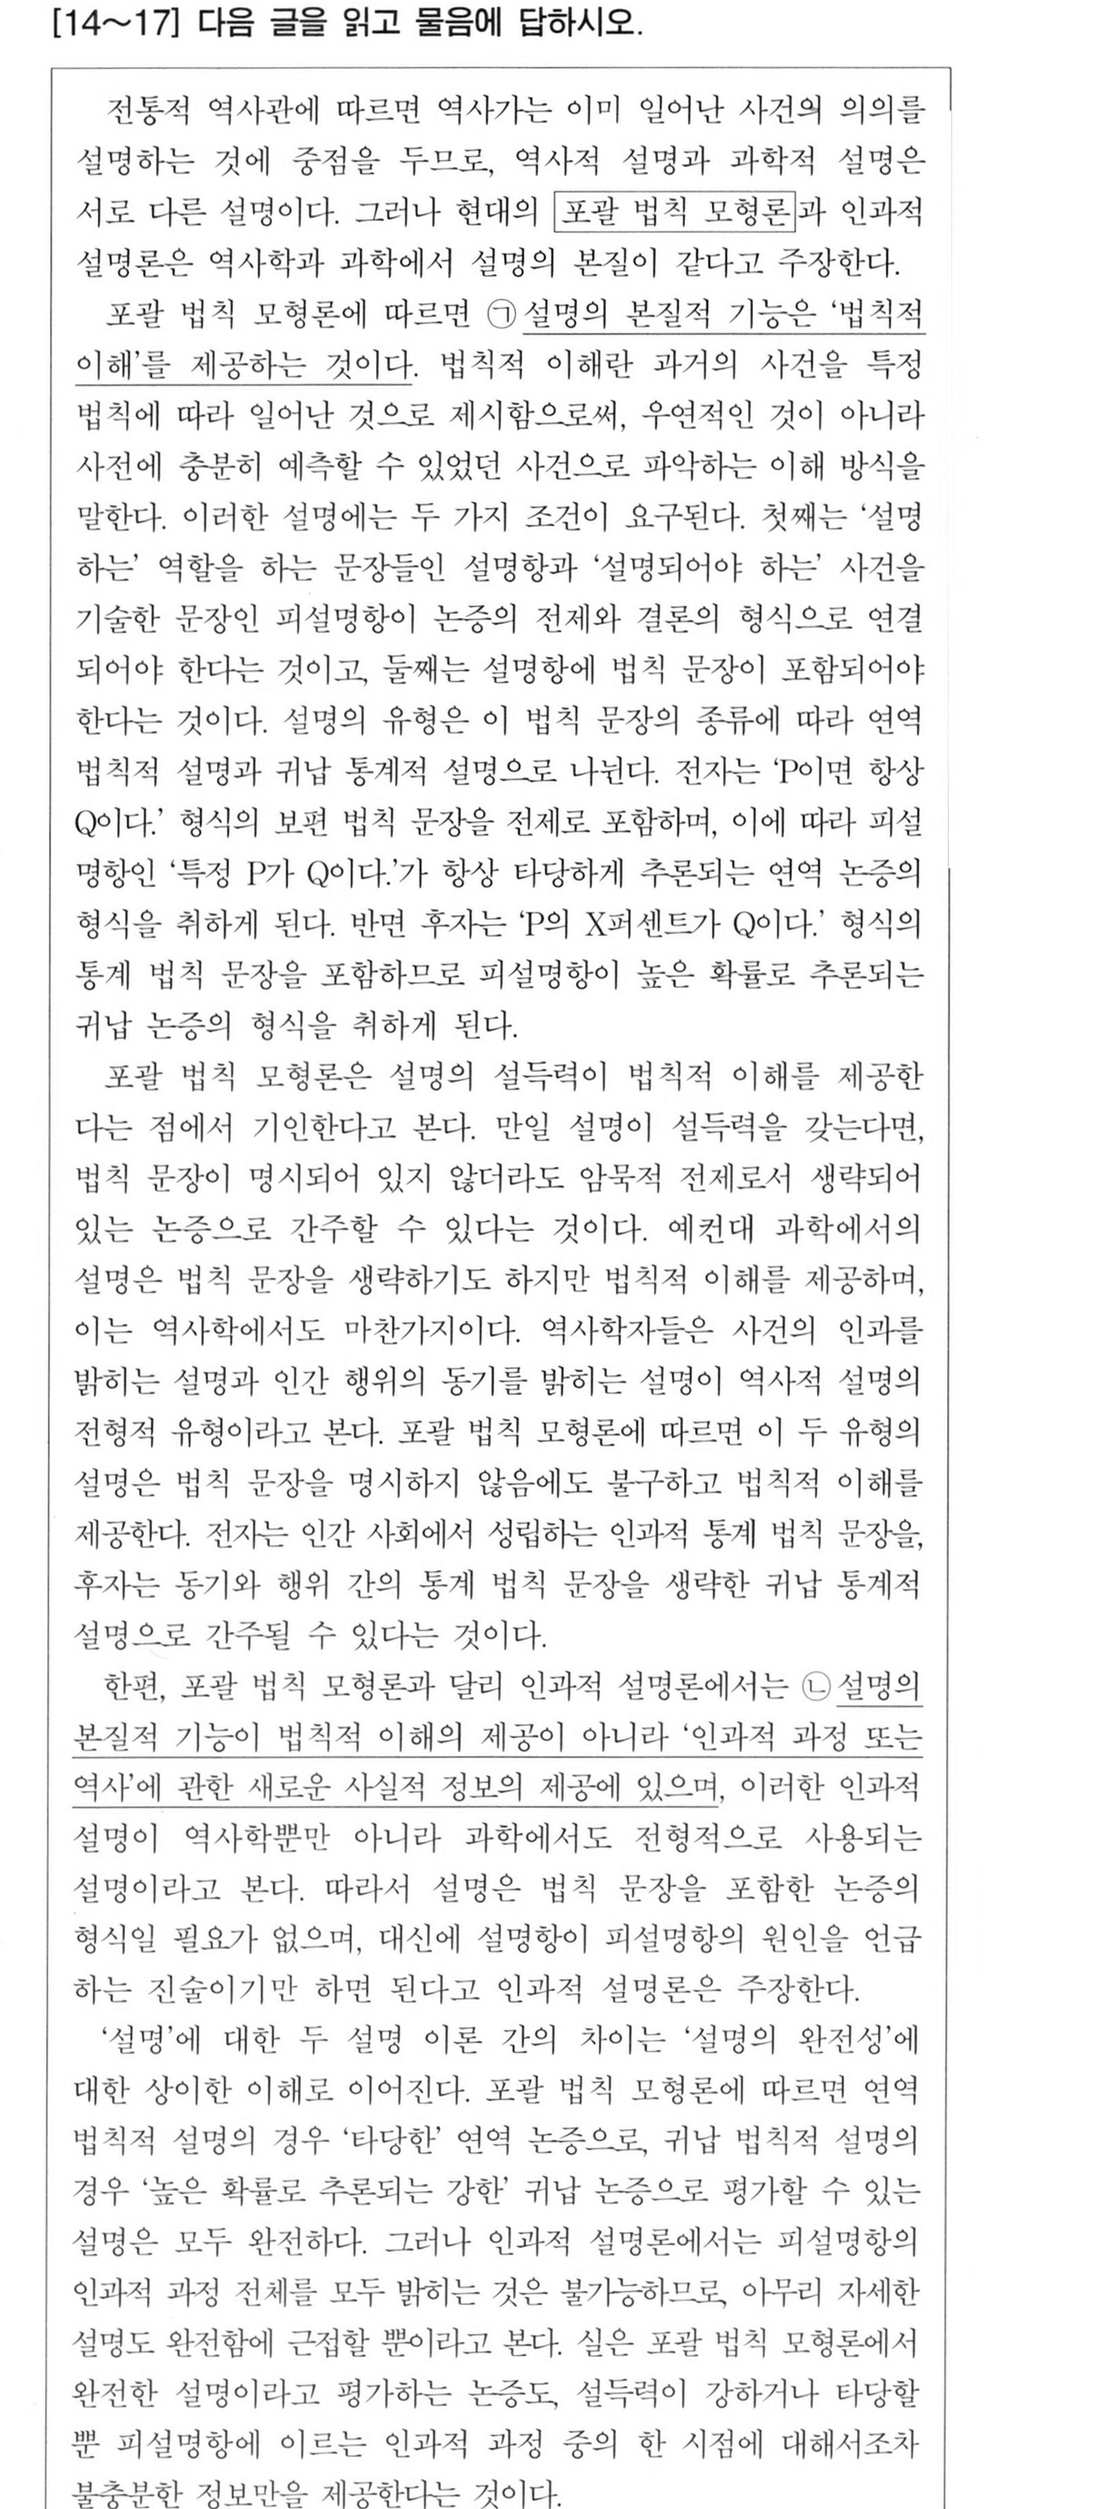 [14~17] 다음 글을 읽고 물음에 답하시오.
전통적 역사관에 따르면 역사가는 이미 일어난 사건의 의의를
설명하는 것에 중점을 두므로, 역사적 설명과 과학적 설명은
서로 다른 설명이다. 그러나 현대의 포괄 법칙 모형론과 인과적
설명론은 역사학과 과학에서 설명의 본질이 같다고 주장한다.
포괄 법칙 모형론에 따르면 ㉠설명의 본질적 기능은 ‘법칙적
이해’를 제공하는 것이다. 법칙적 이해란 과거의 사건을 특정
법칙에 따라 일어난 것으로 제시함으로써, 우연적인 것이 아니라
사전에 충분히 예측할 수 있었던 사건으로 파악하는 이해 방식을
말한다. 이러한 설명에는 두 가지 조건이 요구된다. 첫째는 ‘설명
하는’ 역할을 하는 문장들인 설명항과 ‘설명되어야 하는’ 사건을
기술한 문장인 피설명항이 논증의 전제와 결론의 형식으로 연결
되어야 한다는 것이고, 둘째는 설명항에 법칙 문장이 포함되어야
한다는 것이다. 설명의 유형은 이 법칙 문장의 종류에 따라 연역
법칙적 설명과 귀납 통계적 설명으로 나뉜다. 전자는 ‘P이면 항상
Q이다.’ 형식의 보편 법칙 문장을 전제로 포함하며, 이에 따라 피설
명항인 ‘특정 P가 Q이다.’가 항상 타당하게 추론되는 연역 논증의
형식을 취하게 된다. 반면 후자는 ‘P의 X퍼센트가 Q이다.’ 형식의
통계 법칙 문장을 포함하므로 피설명항이 높은 확률로 추론되는
귀납 논증의 형식을 취하게 된다.
포괄 법칙 모형론은 설명의 설득력이 법칙적 이해를 제공한
다는 점에서 기인한다고 본다. 만일 설명이 설득력을 갖는다면,
법칙 문장이 명시되어 있지 않더라도 암묵적 전제로서 생략되어
있는 논증으로 간주할 수 있다는 것이다. 예컨대 과학에서의
설명은 법칙 문장을 생략하기도 하지만 법칙적 이해를 제공하며,
이는 역사학에서도 마찬가지이다. 역사학자들은 사건의 인과를
밝히는 설명과 인간 행위의 동기를 밝히는 설명이 역사적 설명의
전형적 유형이라고 본다. 포괄 법칙 모형론에 따르면 이 두 유형의
설명은 법칙 문장을 명시하지 않음에도 불구하고 법칙적 이해를
제공한다. 전자는 인간 사회에서 성립하는 인과적 통계 법칙 문장을,
후자는 동기와 행위 간의 통계 법칙 문장을 생략한 귀납 통계적
설명으로 간주될 수 있다는 것이다.
한편, 포괄 법칙 모형론과 달리 인과적 설명론에서는 ㉡설명의
본질적 기능이 법칙적 이해의 제공이 아니라 ‘인과적 과정 또는
역사’에 관한 새로운 사실적 정보의 제공에 있으며, 이러한 인과적
설명이 역사학뿐만 아니라 과학에서도 전형적으로 사용되는
설명이라고 본다. 따라서 설명은 법칙 문장을 포함한 논증의
형식일 필요가 없으며, 대신에 설명항이 피설명항의 원인을 언급
하는 진술이기만 하면 된다고 인과적 설명론은 주장한다.
‘설명’에 대한 두 설명 이론 간의 차이는 ‘설명의 완전성’에
대한 상이한 이해로 이어진다. 포괄 법칙 모형론에 따르면 연역
법칙적 설명의 경우 ‘타당한’ 연역 논증으로, 귀납 법칙적 설명의
경우 ‘높은 확률로 추론되는 강한’ 귀납 논증으로 평가할 수 있는
설명은 모두 완전하다. 그러나 인과적 설명론에서는 피설명항의
인과적 과정 전체를 모두 밝히는 것은 불가능하므로, 아무리 자세한
설명도 완전함에 근접할 뿐이라고 본다. 실은 포괄 법칙 모형론에서
완전한 설명이라고 평가하는 논증도, 설득력이 강하거나 타당할
뿐 피설명항에 이르는 인과적 과정 중의 한 시점에 대해서조차
불충분한 정보만을 제공한다는 것이다.